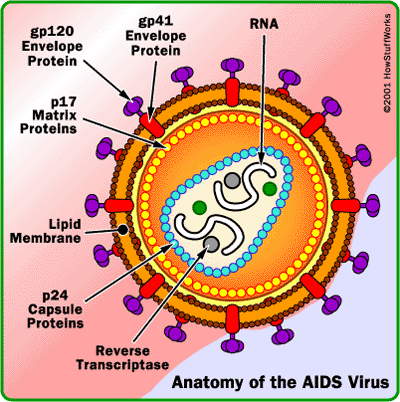 gp120
Envelope
Protein
gp41
Envelope
Protein
RNA
p17
Matrix
Proteins
Lipid
Membrane
p24
Capsule
Proteins
Reverse
Transcriptase
Anatomy of the AIDS Virus
©2001 HowStuffWorks